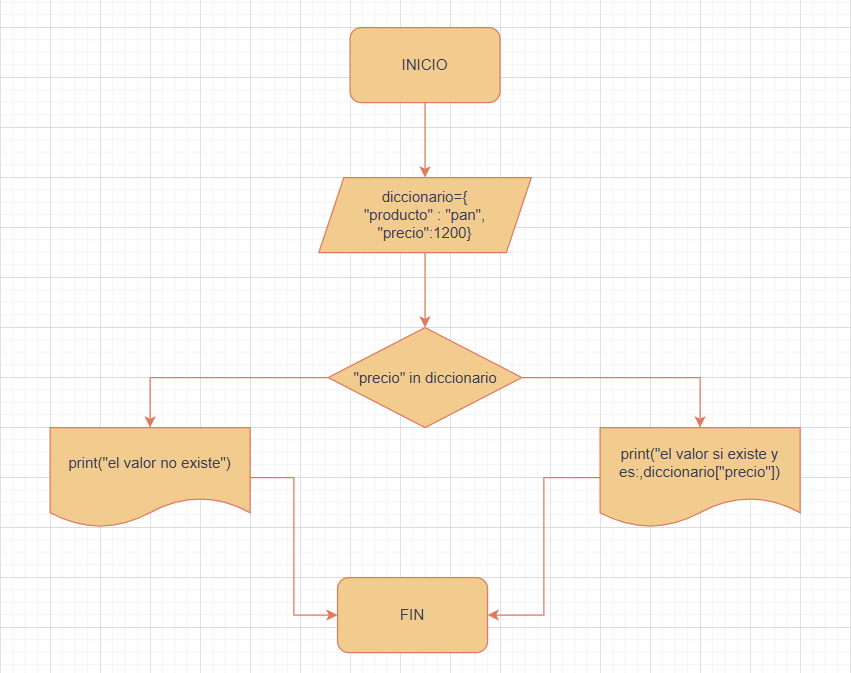 INICIO
diccionario={
"producto" : "pan",
"precio":1200}
"precio" in diccionario
print("el valor no existe")
print("el valor si existe y
es:,diccionario["precio"])
FIN